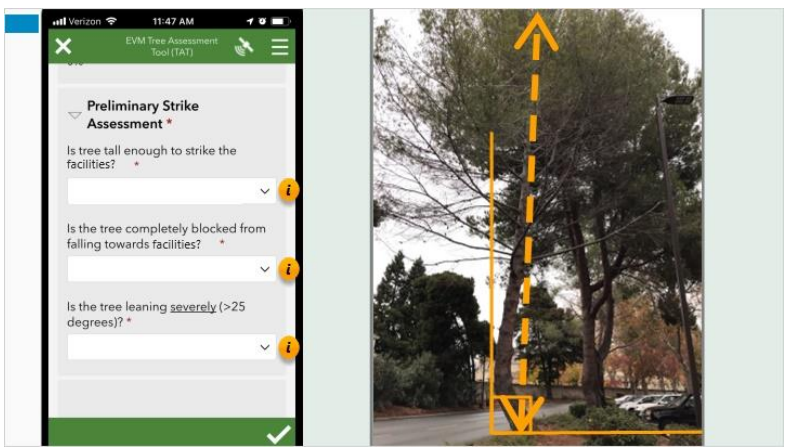 Verizon 11:47 AM
EVM Tree Assessment
Tool (TAT)
Preliminary Strike
Assessment *
Is tree tall enough to strike the
facilities? *
i
Is the tree completely blocked from
falling towards facilities? *
i
Is the tree leaning severely (>25
degrees)? *
i